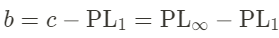 b = c − PL₁ = PL∞ − PL₁